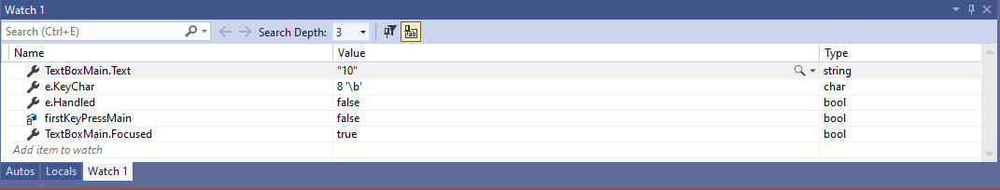 Watch 1
Search (Ctrl+E) Search Depth: 3
Name Value Type
TextBoxMain.Text "10" string
e.KeyChar 8 '\b' char
e.Handled false bool
firstKeyPressMain false bool
TextBoxMain.Focused true bool
Add item to watch
Autos Locals Watch 1